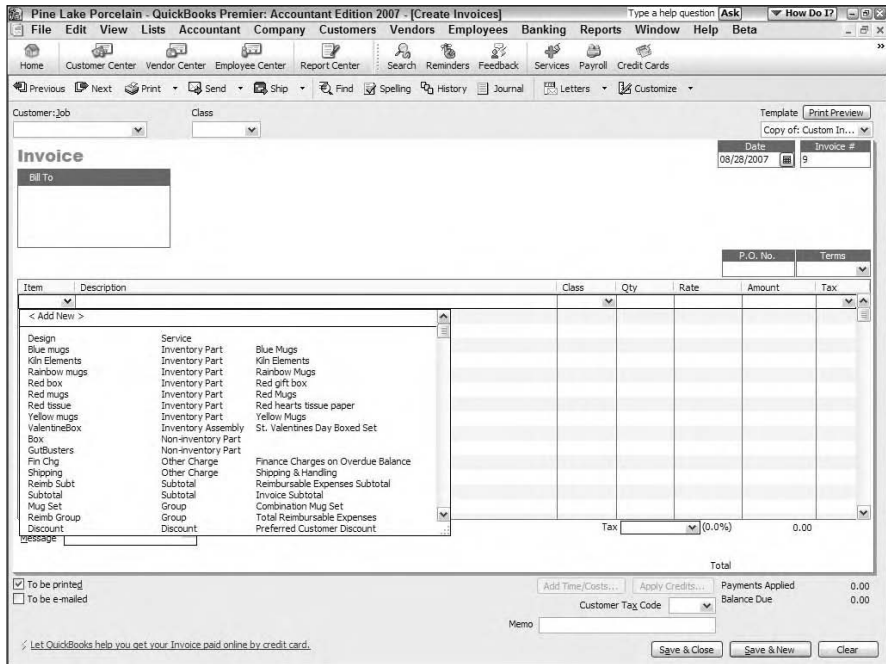 Pine Lake Porcelain - QuickBooks Premier: Accountant Edition 2007 - [Create Invoices] Type a help question Ask How Do I?
File Edit View Lists Accountant Company Customers Vendors Employees Banking Reports Window Help Beta
Home Customer Center Vendor Center Employee Center Report Center Search Reminders Feedback Services Payroll Credit Cards
Previous Next Print Send Ship Find Spelling History Journal Letters Customize
Customer:Job Class Template Print Preview
Copy of: Custom In...
Invoice Date Invoice #
08/28/2007 9
Bill To
P.O. No. Terms
Item Description Class Qty Rate Amount Tax
< Add New >
Design Service
Blue mugs Inventory Part Blue Mugs
Kiln Elements Inventory Part Kiln Elements
Rainbow mugs Inventory Part Rainbow Mugs
Red box Inventory Part Red gift box
Red mugs Inventory Part Red Mugs
Red tissue Inventory Part Red hearts tissue paper
Yellow mugs Inventory Part Yellow Mugs
ValentineBox Inventory Assembly St. Valentines Day Boxed Set
Box Non-inventory Part
GutBusters Non-inventory Part
Fin Chg Other Charge Finance Charges on Overdue Balance
Shipping Other Charge Shipping & Handling
Reimb Subt Subtotal Reimbursable Expenses Subtotal
Subtotal Subtotal Invoice Subtotal
Mug Set Group Combination Mug Set
Reimb Group Group Total Reimbursable Expenses
Discount Discount Preferred Customer Discount
Tax (0.0%) 0.00
Message
Total
To be printed Add Time/Costs... Apply Credits... Payments Applied 0.00
To be e-mailed Customer Tax Code Balance Due 0.00
Memo
Let QuickBooks help you get your Invoice paid online by credit card. Save & Close Save & New Clear